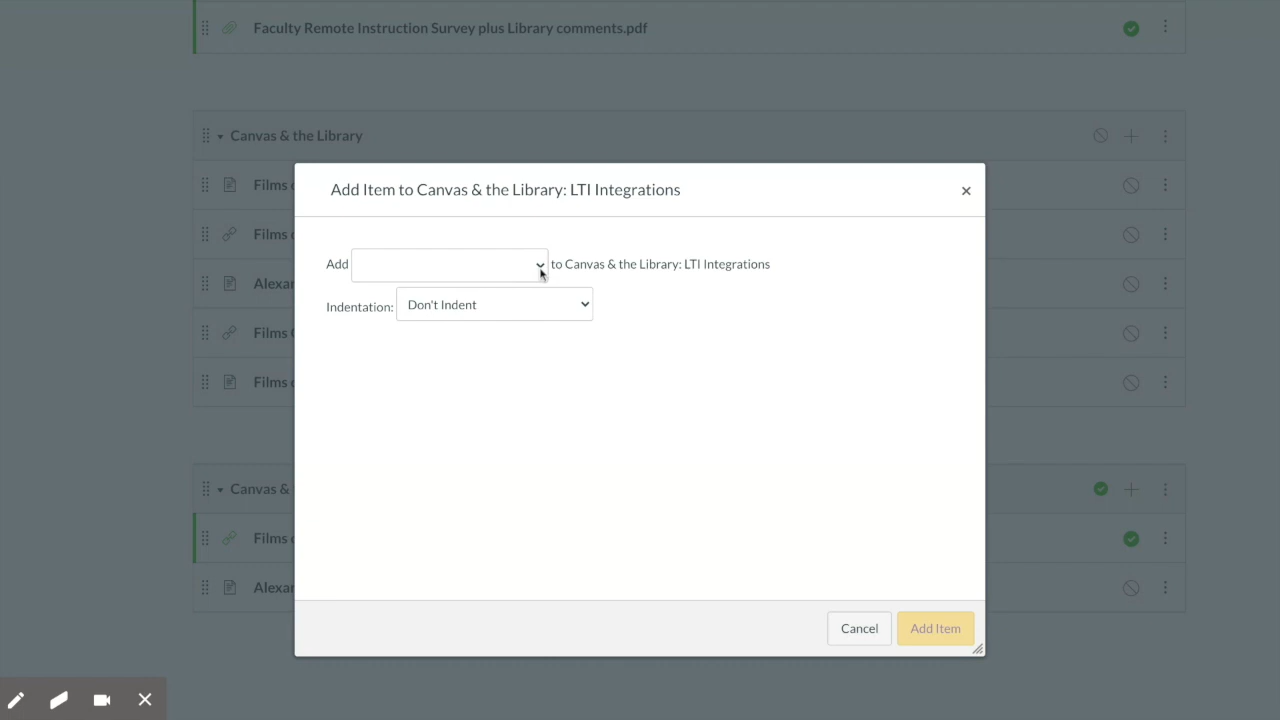 Faculty Remote Instruction Survey plus Library comments.pdf
Canvas & the Library
Add Item to Canvas & the Library: LTI Integrations
Films
Films
Add to Canvas & the Library: LTI Integrations
Indentation: Don't Indent
Films
Films
Canvas &
Films
Cancel Add Item